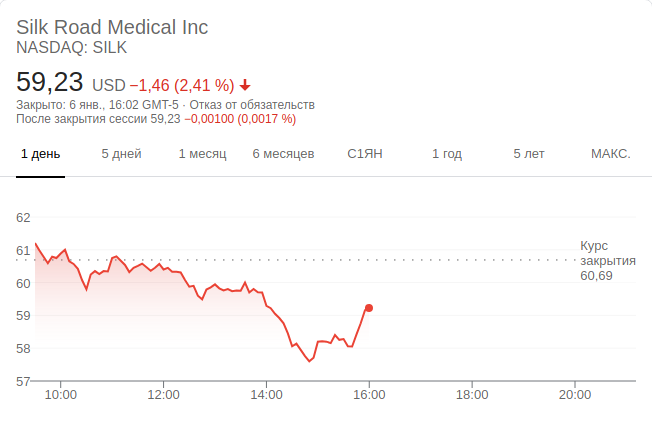 Silk Road Medical Inc
NASDAQ: SILK
59,23 USD −1,46 (2,41 %)
Закрыто: 6 янв., 16:02 GMT-5 · Отказ от обязательств
После закрытия сессии 59,23 −0,00100 (0,0017 %)
1 день 5 дней 1 месяц 6 месяцев С1ЯН 1 год 5 лет МАКС.
62
61
60
59
58
57
Курс
закрытия
60,69
10:00 12:00 14:00 16:00 18:00 20:00